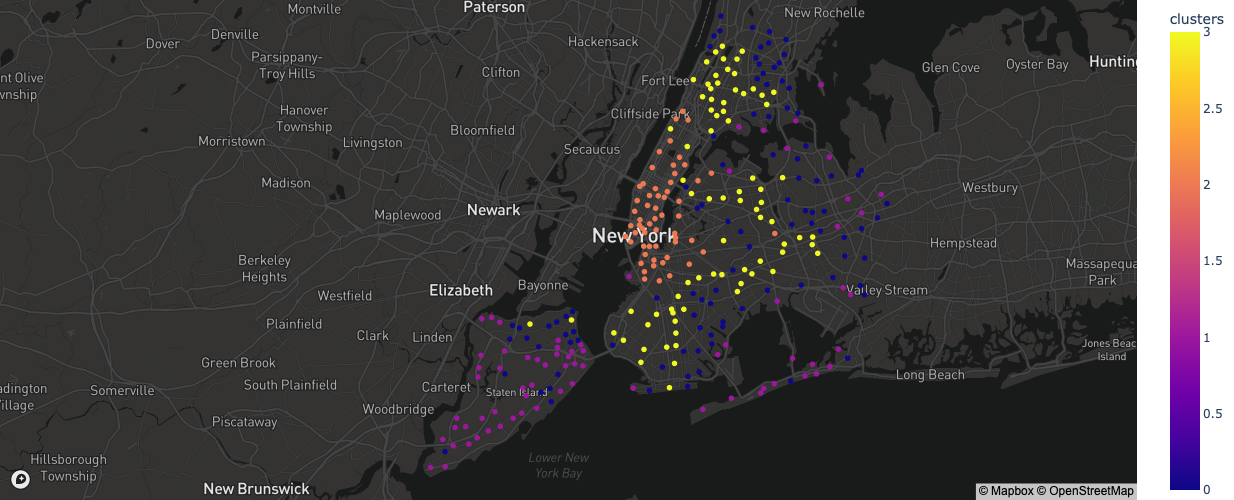 Montville
Paterson
New Rochelle
clusters
Dover
Denville
Hackensack
3
Parsippany-
Troy Hills
Clifton
Fort Lee
Glen Cove
Oyster Bay
Huntin
nt Olive
wnship
2.5
Hanover
Township
Cliffside Park
Morristown
Livingston
Bloomfield
Secaucus
Madison
Westbury
2
Maplewood
Newark
New York
Hempstead
Berkeley
Heights
Massapequa
Park
1.5
Westfield
Elizabeth
Bayonne
Valley Stream
Plainfield
Clark
Linden
1
Jones Beac
Island
Green Brook
South Plainfield
Carteret
Staten Island
Long Beach
adington
illage
Somerville
Woodbridge
Piscataway
0.5
Hillsborough
Township
Lower New
York Bay
New Brunswick
© Mapbox © OpenStreetMap
0